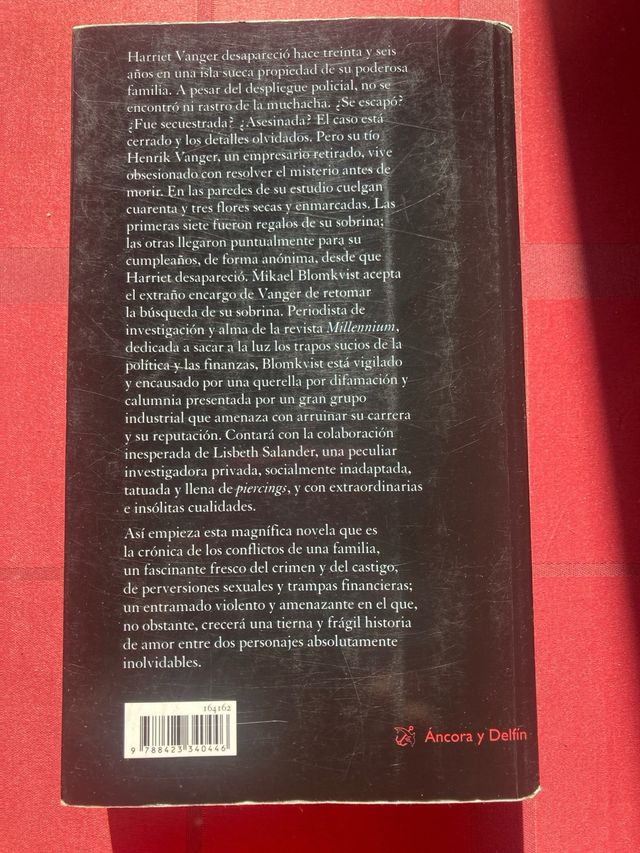 Harriet Vanger desapareció hace treinta y seis
años en una isla sueca propiedad de su poderosa
familia. A pesar del despliegue policial, no se
encontró ni rastro de la muchacha. ¿Se escapó?
¿Fue secuestrada? ¿Asesinada? El caso está
cerrado y los detalles olvidados. Pero su tío
Henrik Vanger, un empresario retirado, vive
obsesionado con resolver el misterio antes de
morir. En las paredes de su estudio cuelgan
cuarenta y tres flores secas y enmarcadas. Las
primeras siete fueron regalos de su sobrina;
las otras llegaron puntualmente para su
cumpleaños, de forma anónima, desde que
Harriet desapareció. Mikael Blomkvist acepta
el extraño encargo de Vanger de retomar
la búsqueda de su sobrina. Periodista de
investigación y alma de la revista Millennium,
dedicada a sacar a la luz los trapos sucios de la
política y las finanzas, Blomkvist está vigilado
y encausado por una querella por difamación y
calumnia presentada por un gran grupo
industrial que amenaza con arruinar su carrera
y su reputación. Contará con la colaboración
inesperada de Lisbeth Salander, una peculiar
investigadora privada, socialmente inadaptada,
tatuada y llena de piercings, y con extraordinarias
e insólitas cualidades.
Así empieza esta magnífica novela que es
la crónica de los conflictos de una familia,
un fascinante fresco del crimen y del castigo,
de perversiones sexuales y trampas financieras;
un entramado violento y amenazante en el que,
no obstante, crecerá una tierna y frágil historia
de amor entre dos personajes absolutamente
inolvidables.
164162
9 788423 340446
Áncora y Delfín